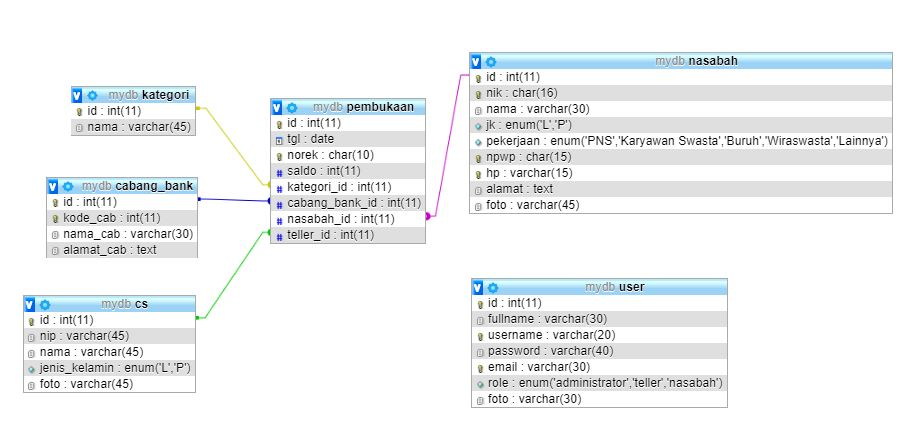 mydb kategori
id : int(11)
nama : varchar(45)
mydb cabang_bank
id : int(11)
kode_cab : int(11)
nama_cab : varchar(30)
alamat_cab : text
mydb cs
id : int(11)
nip : varchar(45)
nama : varchar(45)
jenis_kelamin : enum('L','P')
foto : varchar(45)
mydb pembukaan
id : int(11)
tgl : date
norek : char(10)
saldo : int(11)
kategori_id : int(11)
cabang_bank_id : int(11)
nasabah_id : int(11)
teller_id : int(11)
mydb nasabah
id : int(11)
nik : char(16)
nama : varchar(30)
jk : enum('L','P')
pekerjaan : enum('PNS','Karyawan Swasta','Buruh','Wiraswasta','Lainnya')
npwp : char(15)
hp : varchar(15)
alamat : text
foto : varchar(45)
mydb user
id : int(11)
fullname : varchar(30)
username : varchar(20)
password : varchar(40)
email : varchar(30)
role : enum('administrator','teller','nasabah')
foto : varchar(30)